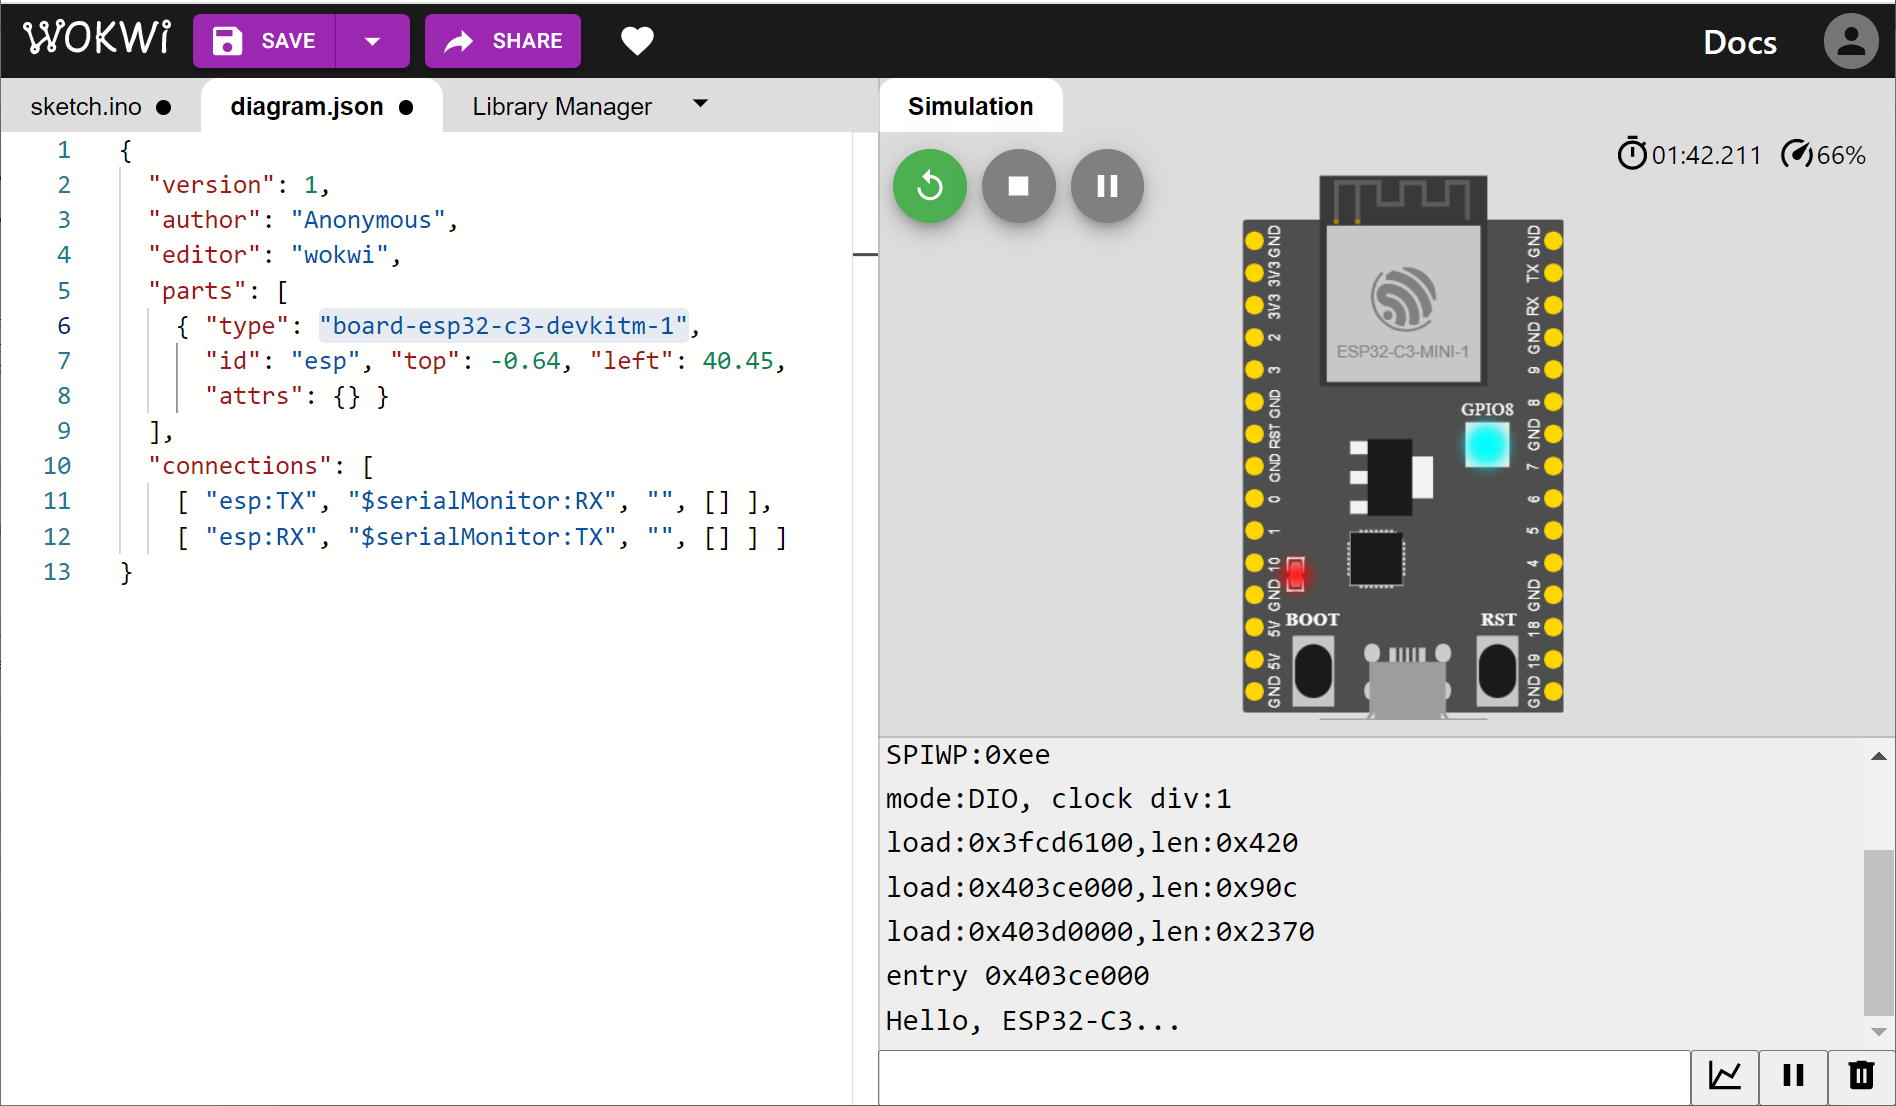 WOKWi
SAVE
SHARE
Docs
sketch.ino ●
diagram.json ●
Library Manager
Simulation
01:42.211
66%
1 {
2 "version": 1,
3 "author": "Anonymous",
4 "editor": "wokwi",
5 "parts": [
6 { "type": "board-esp32-c3-devkitm-1",
7 "id": "esp", "top": -0.64, "left": 40.45,
8 "attrs": {} }
9 ],
10 "connections": [
11 [ "esp:TX", "$serialMonitor:RX", "", [] ],
12 [ "esp:RX", "$serialMonitor:TX", "", [] ] ]
13 }
GND
3V3
3V3
2
3
GND
RST
GND
0
1
10
GND
5V
5V
GND
ESP32-C3-MINI-1
GPIO8
BOOT
RST
GND
TX
RX
GND
9
8
GND
7
6
5
4
GND
18
19
GND
SPIWP:0xee
mode:DIO, clock div:1
load:0x3fcd6100,len:0x420
load:0x403ce000,len:0x90c
load:0x403d0000,len:0x2370
entry 0x403ce000
Hello, ESP32-C3...